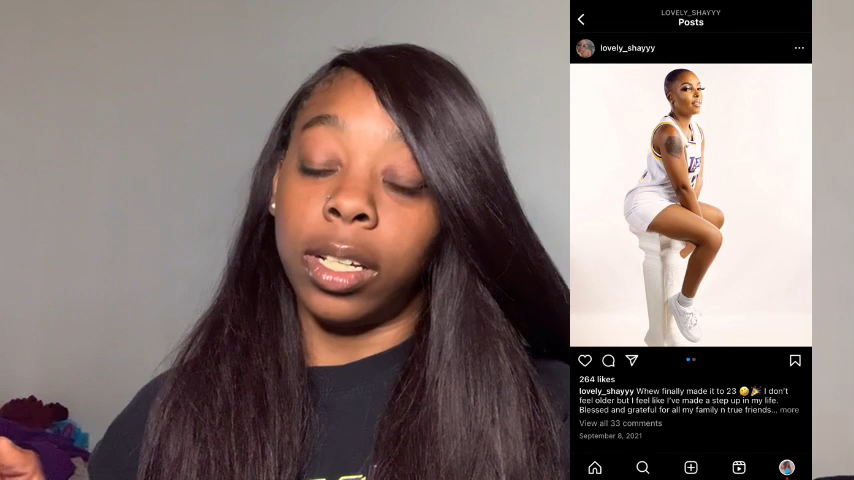 LOVELY_SHAYYY
Posts
lovely_shayyy
264 likes
lovely_shayyy Whew finally made it to 23 🤣🎉 I don't
feel older but I feel like I've made a step up in my life.
Blessed and grateful for all my family n true friends... more
View all 33 comments
September 8, 2021